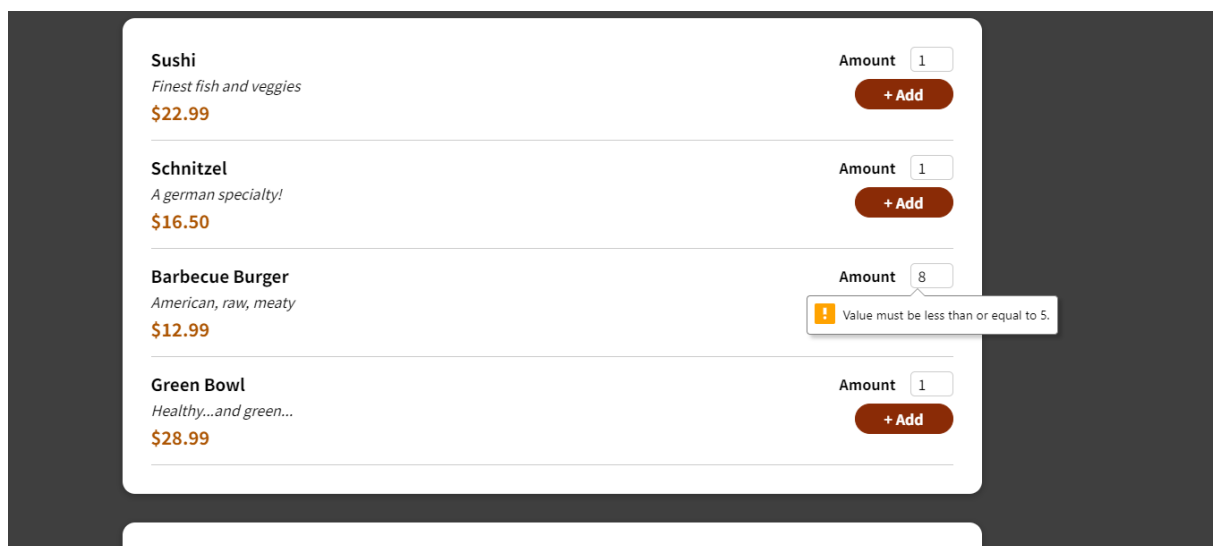 Sushi
Amount 1
Finest fish and veggies
+ Add
$22.99
Schnitzel
Amount 1
A german specialty!
+ Add
$16.50
Barbecue Burger
Amount 8
American, raw, meaty
! Value must be less than or equal to 5.
$12.99
Green Bowl
Amount 1
Healthy...and green...
+ Add
$28.99